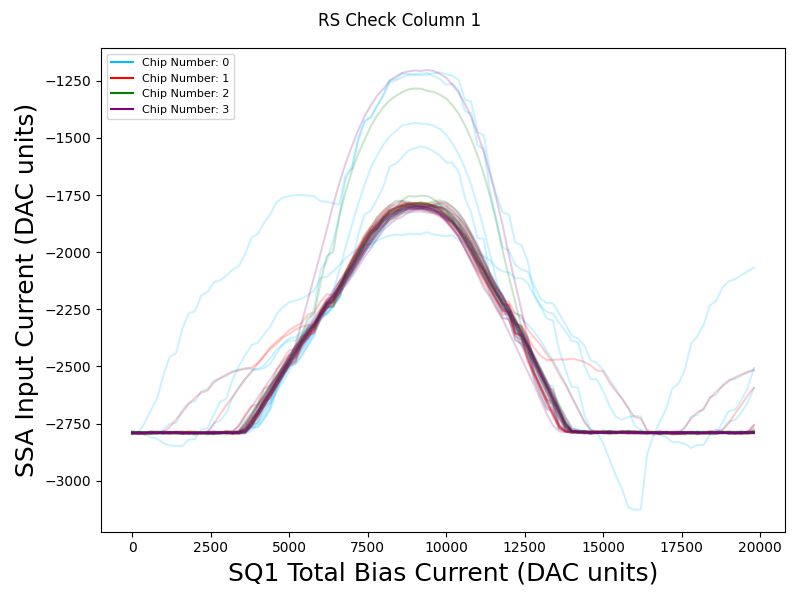 RS Check Column 1
Chip Number: 0
Chip Number: 1
Chip Number: 2
Chip Number: 3
−1250
−1500
−1750
−2000
−2250
−2500
−2750
−3000
SSA Input Current (DAC units)
0
2500
5000
7500
10000
12500
15000
17500
20000
SQ1 Total Bias Current (DAC units)